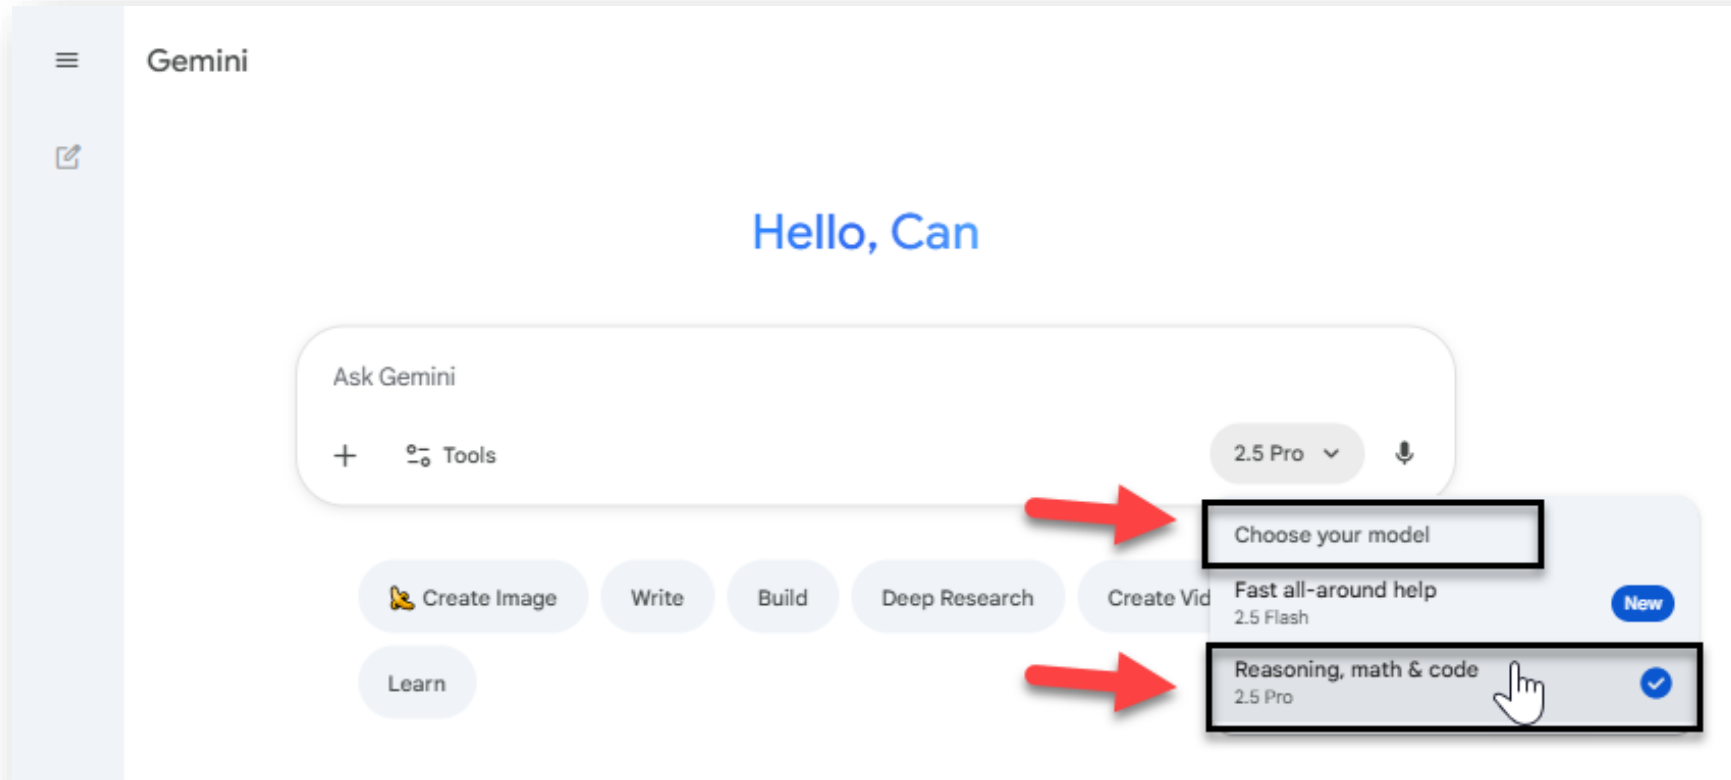 Gemini
Hello, Can
Ask Gemini
Tools
2.5 Pro
Choose your model
Fast all-around help
2.5 Flash
New
Reasoning, math & code
2.5 Pro
Create Image
Write
Build
Deep Research
Create Vid
Learn